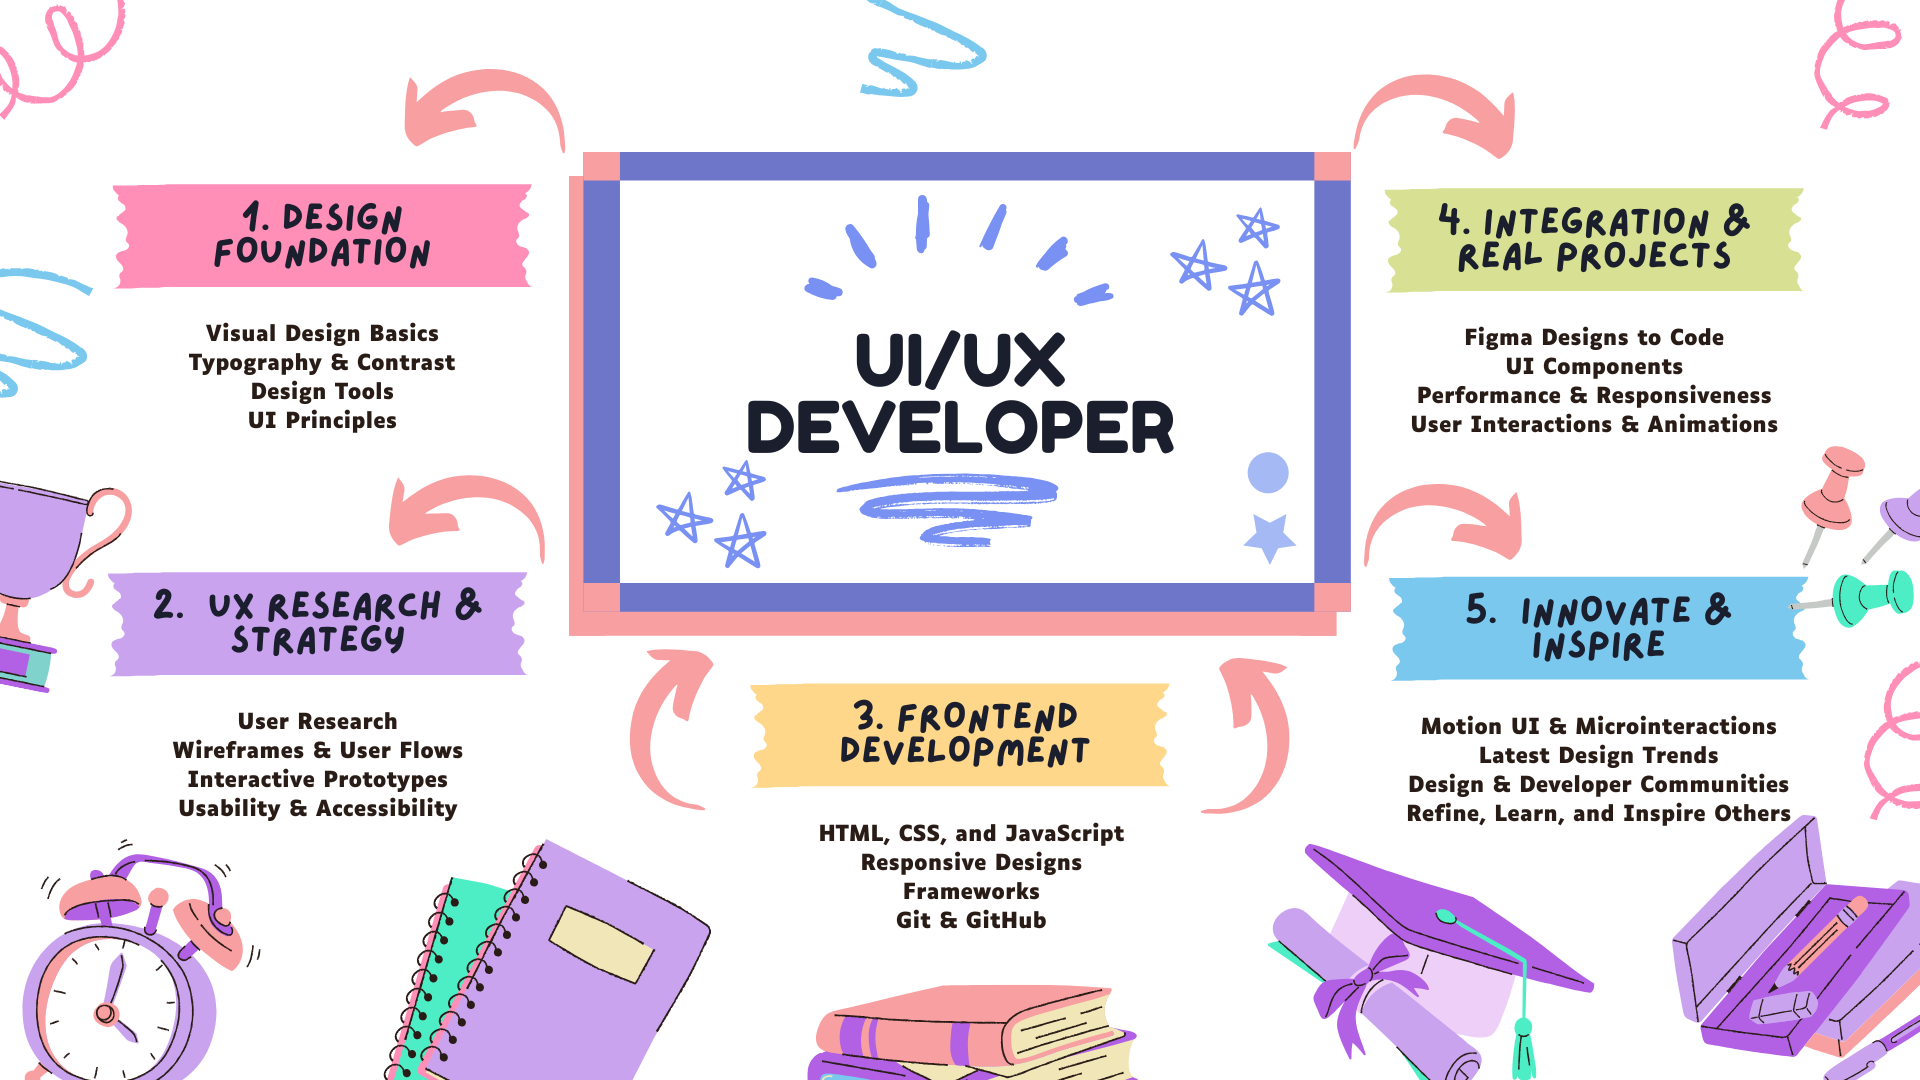 UI/UX
DEVELOPER
1. DESIGN
FOUNDATION
Visual Design Basics
Typography & Contrast
Design Tools
UI Principles
2. UX RESEARCH &
STRATEGY
User Research
Wireframes & User Flows
Interactive Prototypes
Usability & Accessibility
3. FRONTEND
DEVELOPMENT
HTML, CSS, and JavaScript
Responsive Designs
Frameworks
Git & GitHub
4. INTEGRATION &
REAL PROJECTS
Figma Designs to Code
UI Components
Performance & Responsiveness
User Interactions & Animations
5. INNOVATE &
INSPIRE
Motion UI & Microinteractions
Latest Design Trends
Design & Developer Communities
Refine, Learn, and Inspire Others